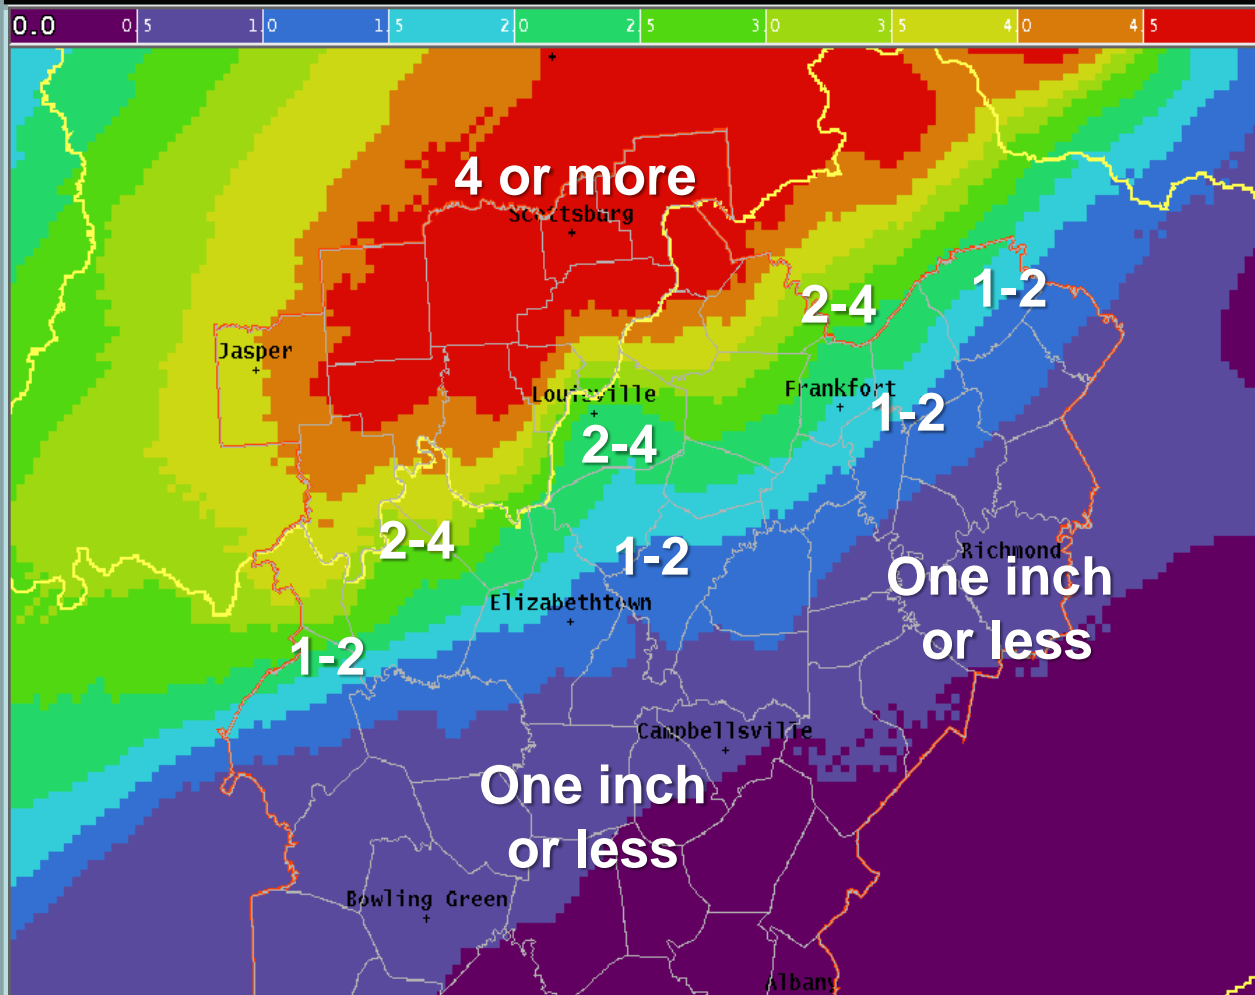 0.0 0.5 1.0 1.5 2.0 2.5 3.0 3.5 4.0 4.5
4 or more
Scottsburg
1-2
2-4
Jasper
Louisville
Frankfort
1-2
2-4
2-4
1-2
Richmond
One inch
or less
Elizabethtown
1-2
Campbellsville
One inch
or less
Bowling Green
Albany